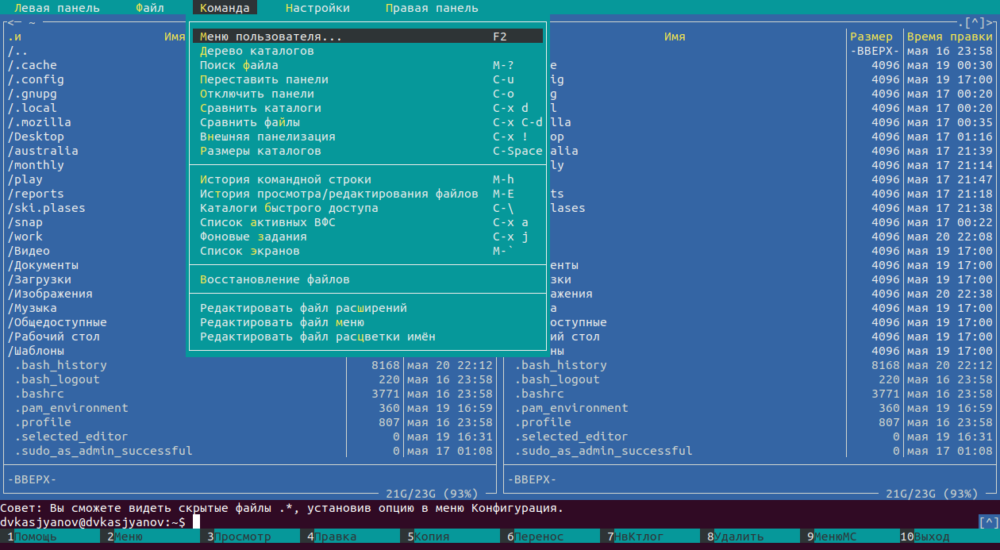 Левая панель Файл Команда Настройки Правая панель
<− ~ .[^]>
.и Имя Имя Размер Время правки
Меню пользователя... F2
/.. Дерево каталогов -ВВЕРХ- мая 16 23:58
/.cache Поиск файла M-? e 4096 мая 19 00:30
/.config Переставить панели C-u ig 4096 мая 19 17:00
/.gnupg Отключить панели C-o g 4096 мая 17 00:20
/.local Сравнить каталоги C-x d l 4096 мая 17 00:20
/.mozilla Сравнить файлы C-x C-d lla 4096 мая 17 00:35
/Desktop Внешняя панелизация C-x ! op 4096 мая 17 01:16
/australia Размеры каталогов C-Space alia 4096 мая 17 21:39
/monthly ly 4096 мая 17 21:14
/play История командной строки M-h 4096 мая 17 21:47
/reports История просмотра/редактирования файлов M-E ts 4096 мая 17 21:18
/ski.plases Каталоги быстрого доступа C-\ lases 4096 мая 17 21:38
/snap Список активных ВФС C-x a 4096 мая 17 00:22
/work Фоновые задания C-x j 4096 мая 20 22:08
/Видео Список экранов M-` 4096 мая 19 17:00
/Документы енты 4096 мая 19 17:00
/Загрузки Восстановление файлов зки 4096 мая 19 17:00
/Изображения ажения 4096 мая 20 22:38
/Музыка Редактировать файл расширений а 4096 мая 19 17:00
/Общедоступные Редактировать файл меню оступные 4096 мая 19 17:00
/Рабочий стол Редактировать файл расцветки имён ий стол 4096 мая 19 17:00
/Шаблоны ны 4096 мая 19 17:00
.bash_history 8168 мая 20 22:12 .bash_history 8168 мая 20 22:12
.bash_logout 220 мая 16 23:58 .bash_logout 220 мая 16 23:58
.bashrc 3771 мая 16 23:58 .bashrc 3771 мая 16 23:58
.pam_environment 360 мая 19 16:59 .pam_environment 360 мая 19 16:59
.profile 807 мая 16 23:58 .profile 807 мая 16 23:58
.selected_editor 0 мая 19 16:31 .selected_editor 0 мая 19 16:31
.sudo_as_admin_successful 0 мая 17 01:08 .sudo_as_admin_successful 0 мая 17 01:08
-ВВЕРХ- -ВВЕРХ-
21G/23G (93%) 21G/23G (93%)
Совет: Вы сможете видеть скрытые файлы .*, установив опцию в меню Конфигурация.
dvkasjyanov@dvkasjyanov:~$ [^]
1Помощь 2Меню 3Просмотр 4Правка 5Копия 6Перенос 7НвКтлог 8Удалить 9МенюМС 10Выход